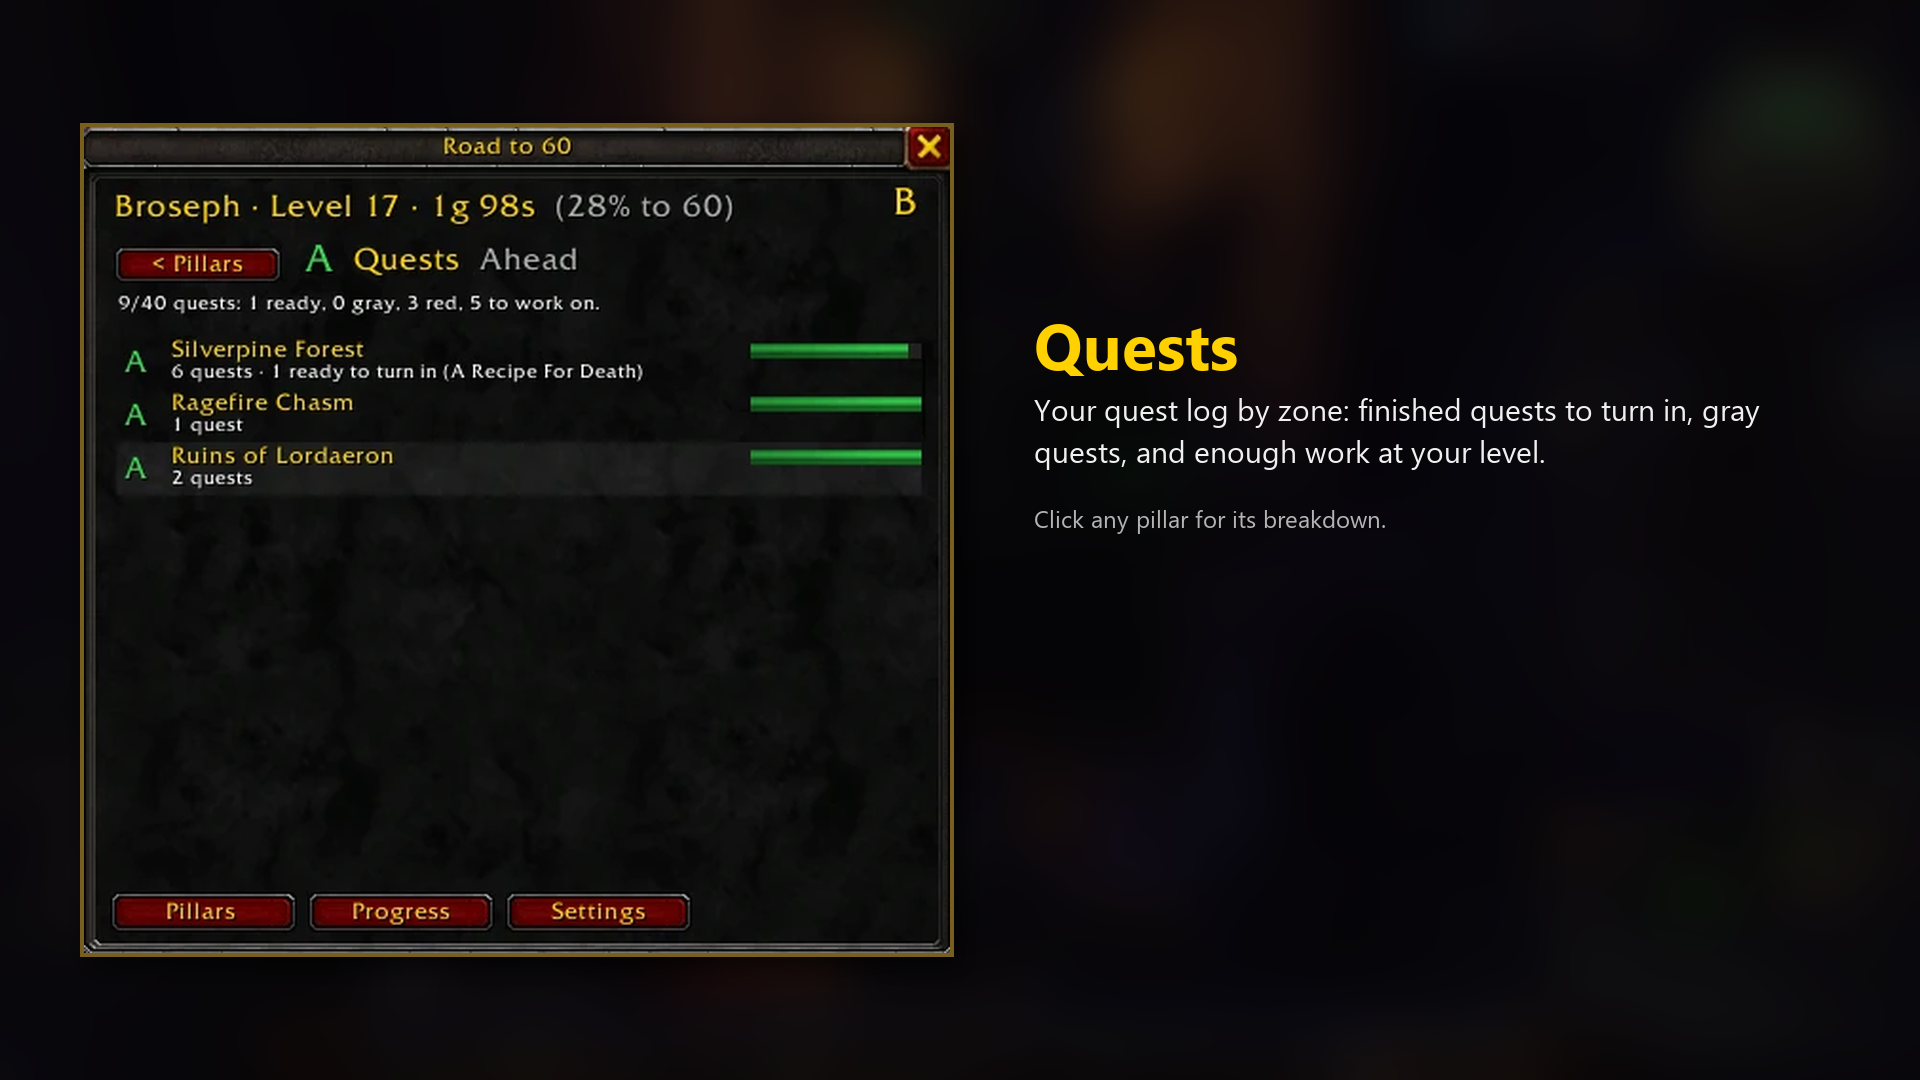 Road to 60
Broseph · Level 17 · 1g 98s (28% to 60)
B
< Pillars
A Quests Ahead
9/40 quests: 1 ready, 0 gray, 3 red, 5 to work on.
A
Silverpine Forest
6 quests · 1 ready to turn in (A Recipe For Death)
A
Ragefire Chasm
1 quest
A
Ruins of Lordaeron
2 quests
Pillars
Progress
Settings
Quests
Your quest log by zone: finished quests to turn in, gray
quests, and enough work at your level.
Click any pillar for its breakdown.